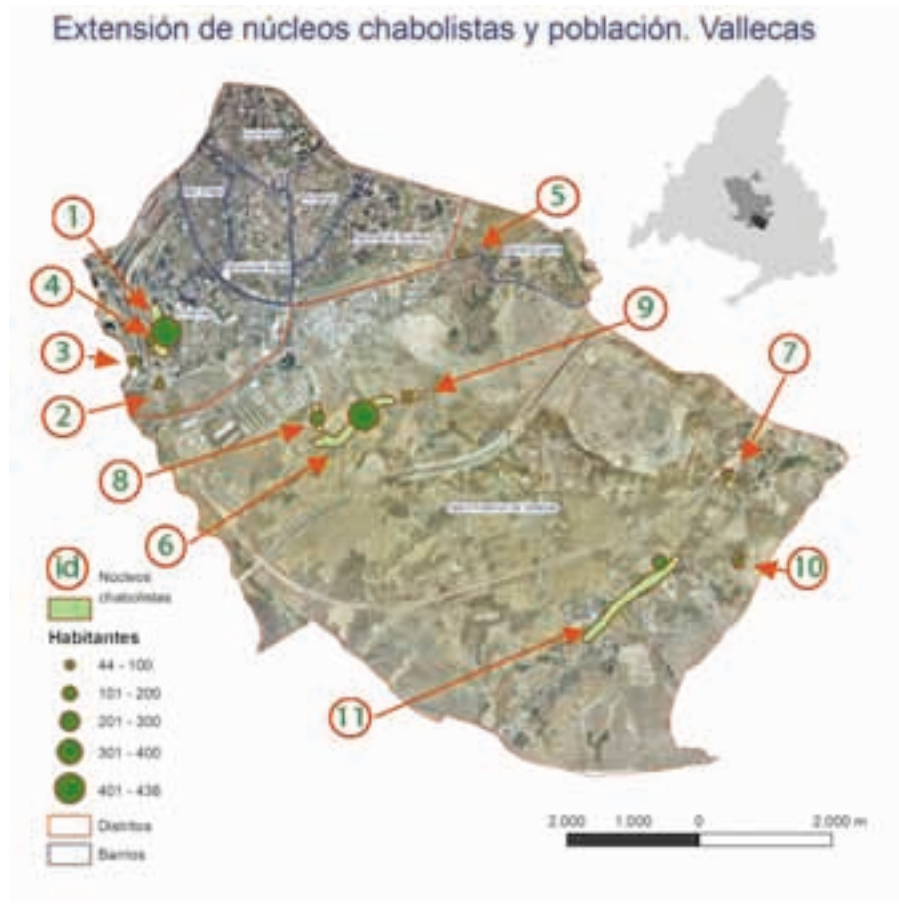 Extensión de núcleos chabolistas y población. Vallecas
1
5
4
9
3
7
2
8
6
10
11
id
Núcleos
chabolistas
Habitantes
44 - 100
101 - 200
201 - 300
301 - 400
401 - 436
Distritos
Barrios
2.000 1.000 0 2.000 m